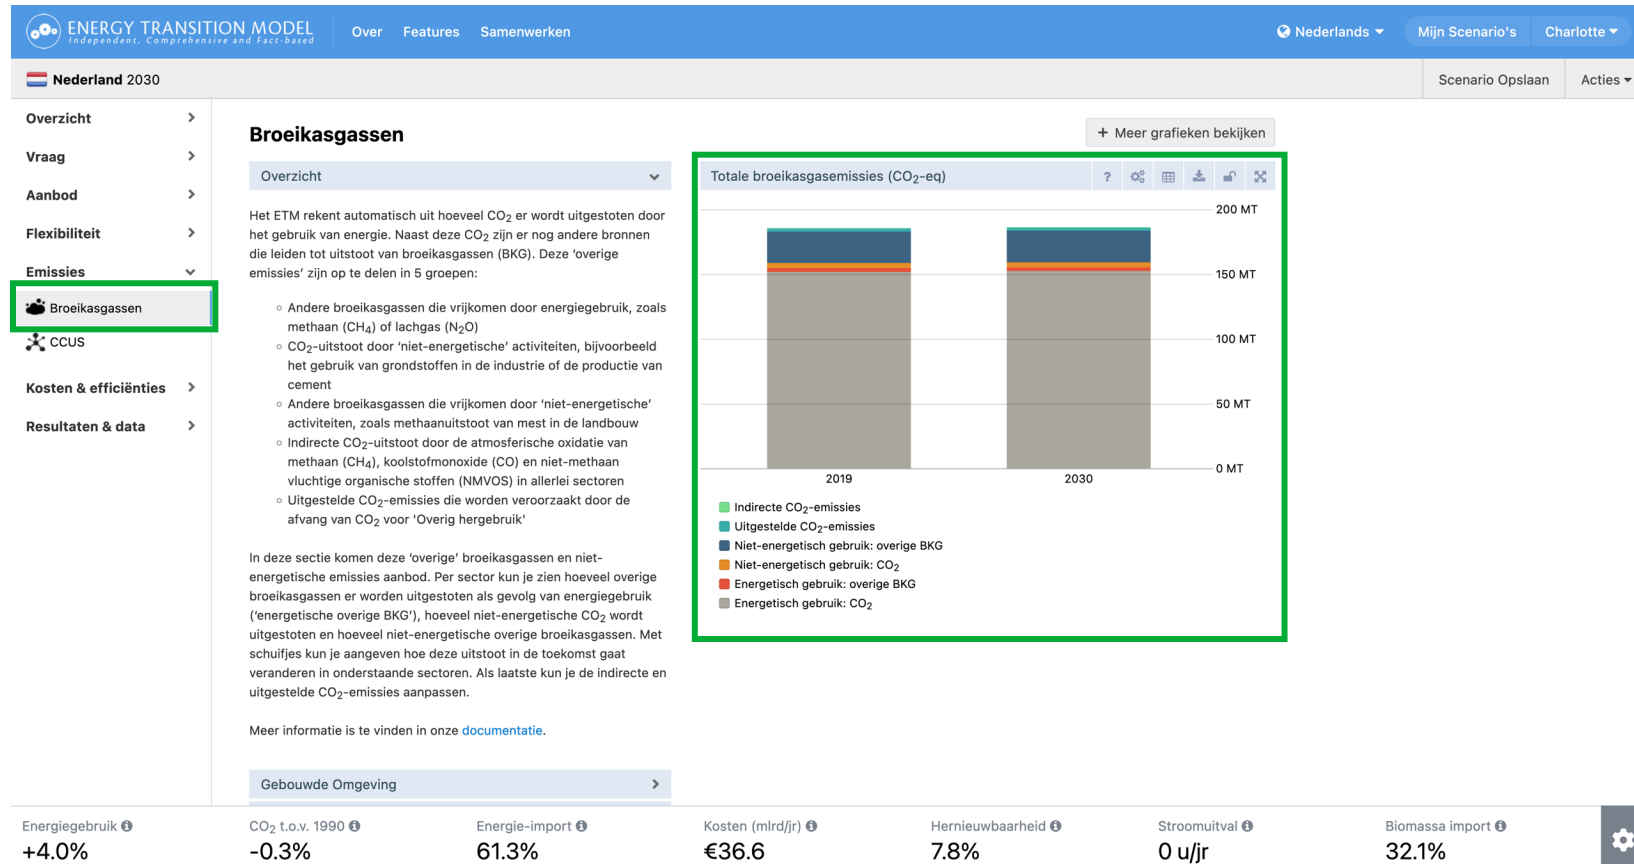 ENERGY TRANSITION MODEL
Independent, Comprehensive and Fact-based
Over Features Samenwerken
Nederlands
Mijn Scenario's
Charlotte
Nederland 2030
Scenario Opslaan
Acties
Overzicht
Vraag
Aanbod
Flexibiliteit
Emissies
Broeikasgassen
CCUS
Kosten & efficiënties
Resultaten & data
Broeikasgassen
+ Meer grafieken bekijken
Overzicht
Het ETM rekent automatisch uit hoeveel CO₂ er wordt uitgestoten door
het gebruik van energie. Naast deze CO₂ zijn er nog andere bronnen
die leiden tot uitstoot van broeikasgassen (BKG). Deze ‘overige
emissies’ zijn op te delen in 5 groepen:
Andere broeikasgassen die vrijkomen door energiegebruik, zoals
methaan (CH₄) of lachgas (N₂O)
CO₂-uitstoot door ‘niet-energetische’ activiteiten, bijvoorbeeld
het gebruik van grondstoffen in de industrie of de productie van
cement
Andere broeikasgassen die vrijkomen door ‘niet-energetische’
activiteiten, zoals methaanuitstoot van mest in de landbouw
Indirecte CO₂-uitstoot door de atmosferische oxidatie van
methaan (CH₄), koolstofmonoxide (CO) en niet-methaan
vluchtige organische stoffen (NMVOS) in allerlei sectoren
Uitgestelde CO₂-emissies die worden veroorzaakt door de
afvang van CO₂ voor 'Overig hergebruik'
In deze sectie komen deze ‘overige’ broeikasgassen en niet-
energetische emissies aanbod. Per sector kun je zien hoeveel overige
broeikasgassen er worden uitgestoten als gevolg van energiegebruik
(‘energetische overige BKG’), hoeveel niet-energetische CO₂ wordt
uitgestoten en hoeveel niet-energetische overige broeikasgassen. Met
schuifjes kun je aangeven hoe deze uitstoot in de toekomst gaat
veranderen in onderstaande sectoren. Als laatste kun je de indirecte en
uitgestelde CO₂-emissies aanpassen.
Meer informatie is te vinden in onze documentatie.
Gebouwde Omgeving
Totale broeikasgasemissies (CO₂-eq)
?
200 MT
150 MT
100 MT
50 MT
0 MT
2019
2030
Indirecte CO₂-emissies
Uitgestelde CO₂-emissies
Niet-energetisch gebruik: overige BKG
Niet-energetisch gebruik: CO₂
Energetisch gebruik: overige BKG
Energetisch gebruik: CO₂
Energiegebruik
+4.0%
CO₂ t.o.v. 1990
-0.3%
Energie-import
61.3%
Kosten (mlrd/jr)
€36.6
Hernieuwbaarheid
7.8%
Stroomuitval
0 u/jr
Biomassa import
32.1%